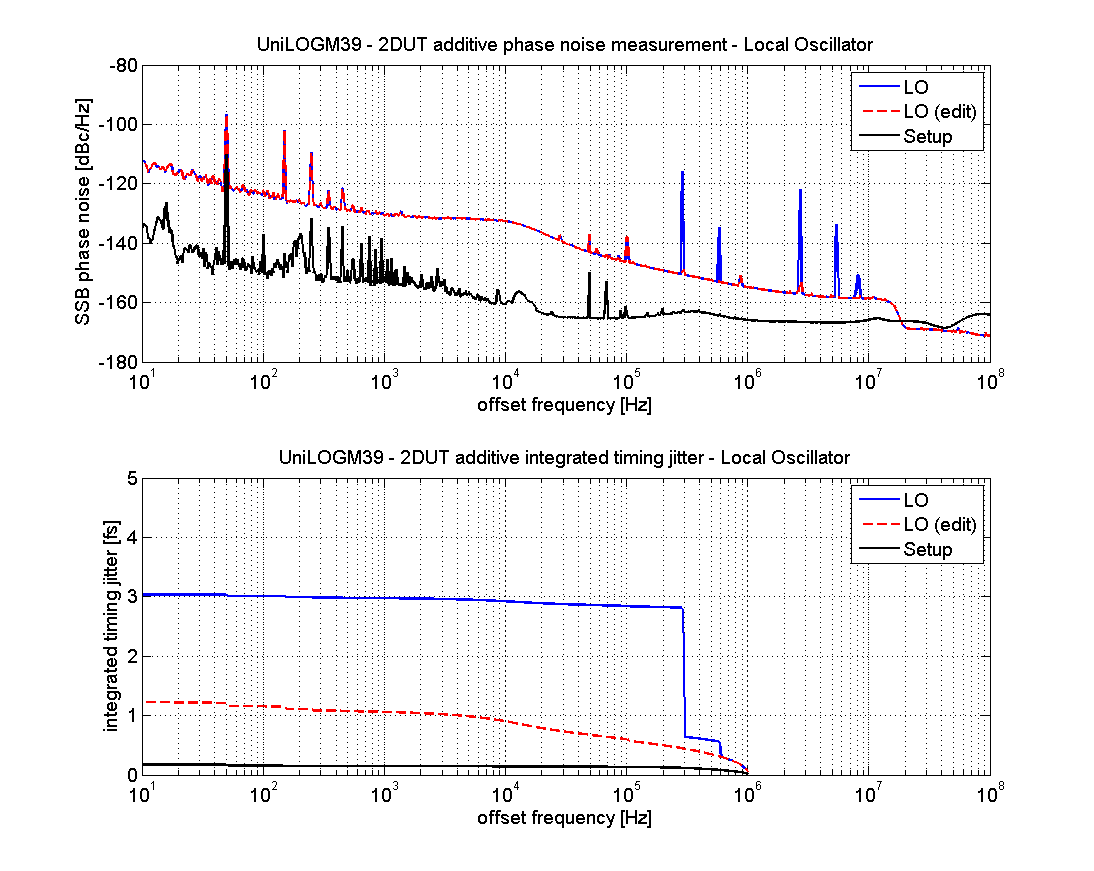 UniLOGM39 - 2DUT additive phase noise measurement - Local Oscillator
SSB phase noise [dBc/Hz]
-80
-100
-120
-140
-160
-180
LO
LO (edit)
Setup
10^1 10^2 10^3 10^4 10^5 10^6 10^7 10^8
offset frequency [Hz]
UniLOGM39 - 2DUT additive integrated timing jitter - Local Oscillator
integrated timing jitter [fs]
5
4
3
2
1
0
LO
LO (edit)
Setup
10^1 10^2 10^3 10^4 10^5 10^6 10^7 10^8
offset frequency [Hz]